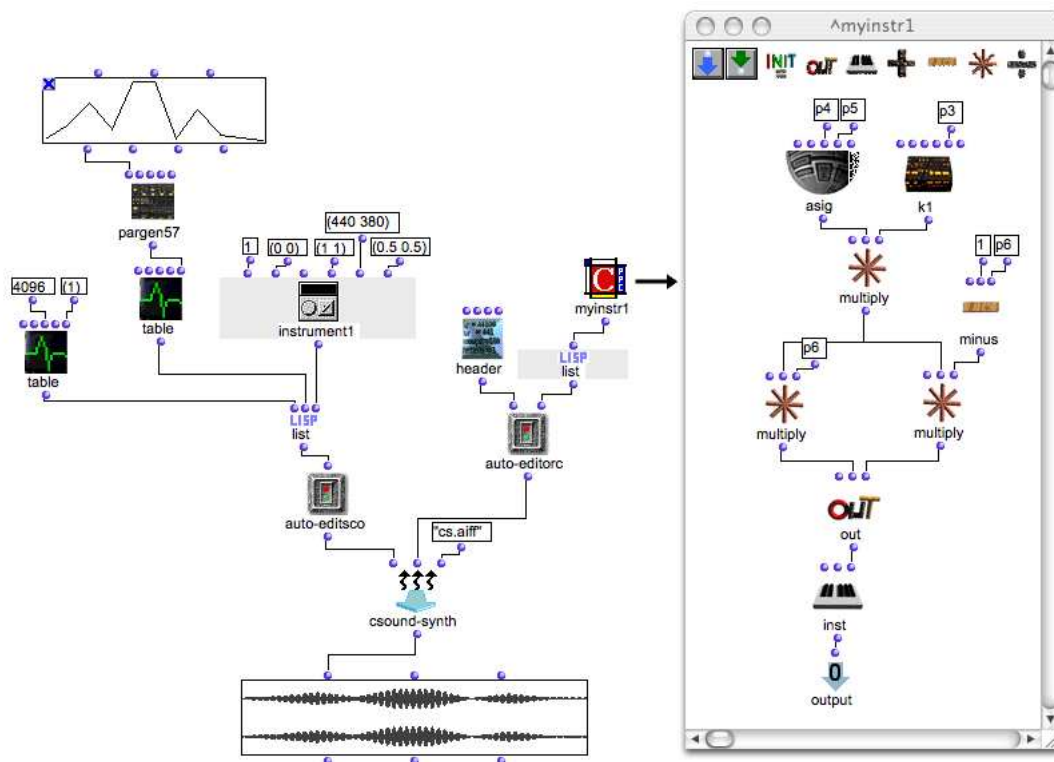 pargen57
4096
(1)
table
table
1
(0 0)
(1 1)
(440 380)
(0.5 0.5)
instrument1
LISP
list
auto-editsco
header
C
PPC
myinstr1
LISP
list
auto-editorc
"cs.aiff"
csound-synth
^myinstr1
INIT
OUT
p4
p5
p3
asig
k1
multiply
1
p6
minus
p6
multiply
multiply
OUT
out
inst
0
output